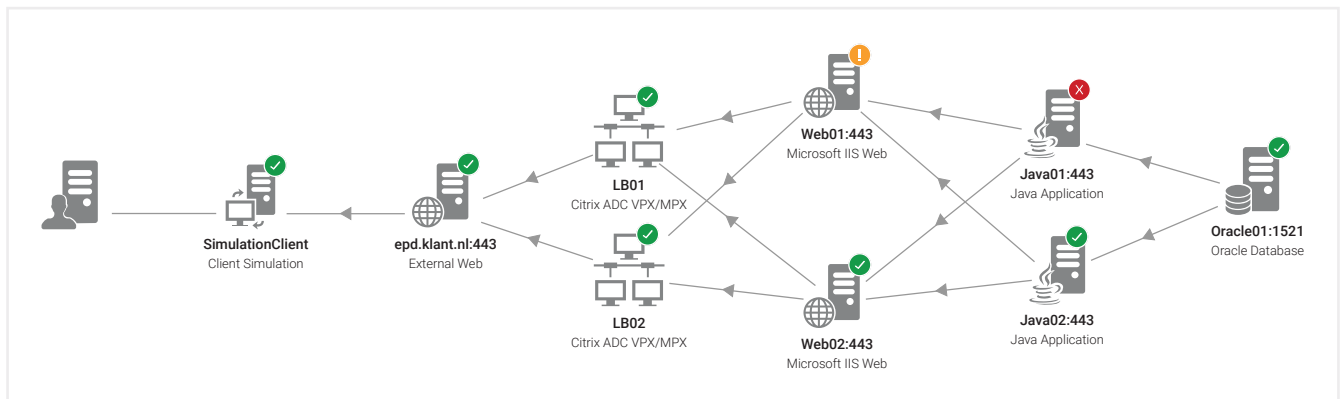 SimulationClient
Client Simulation
epd.klant.nl:443
External Web
LB01
Citrix ADC VPX/MPX
LB02
Citrix ADC VPX/MPX
Web01:443
Microsoft IIS Web
Web02:443
Microsoft IIS Web
Java01:443
Java Application
Java02:443
Java Application
Oracle01:1521
Oracle Database